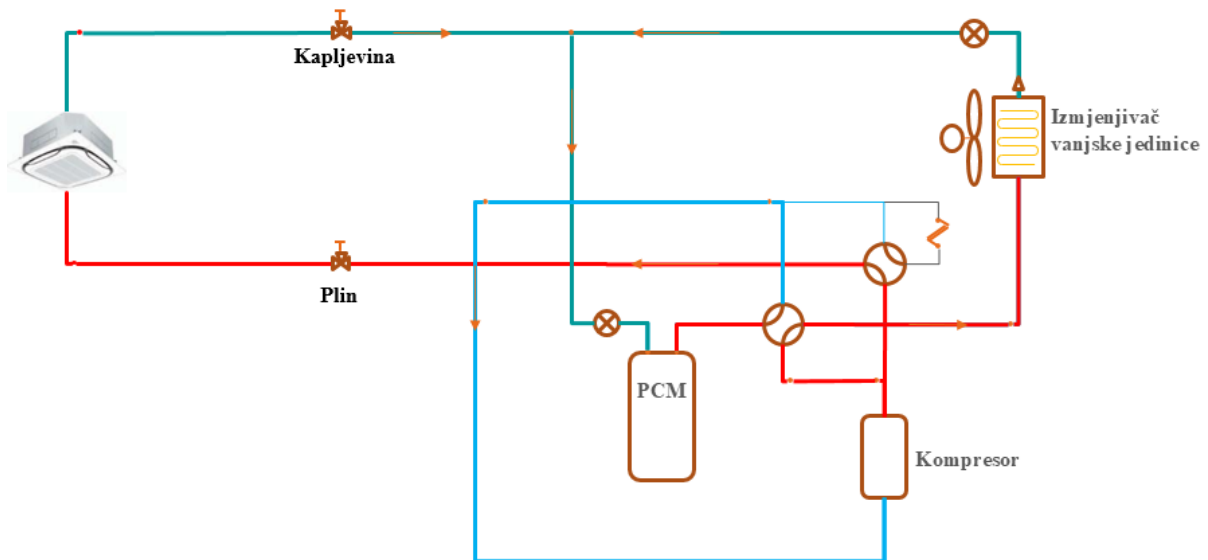 Kapljevina
Izmjenjivač
vanjske jedinice
Plin
PCM
Kompresor